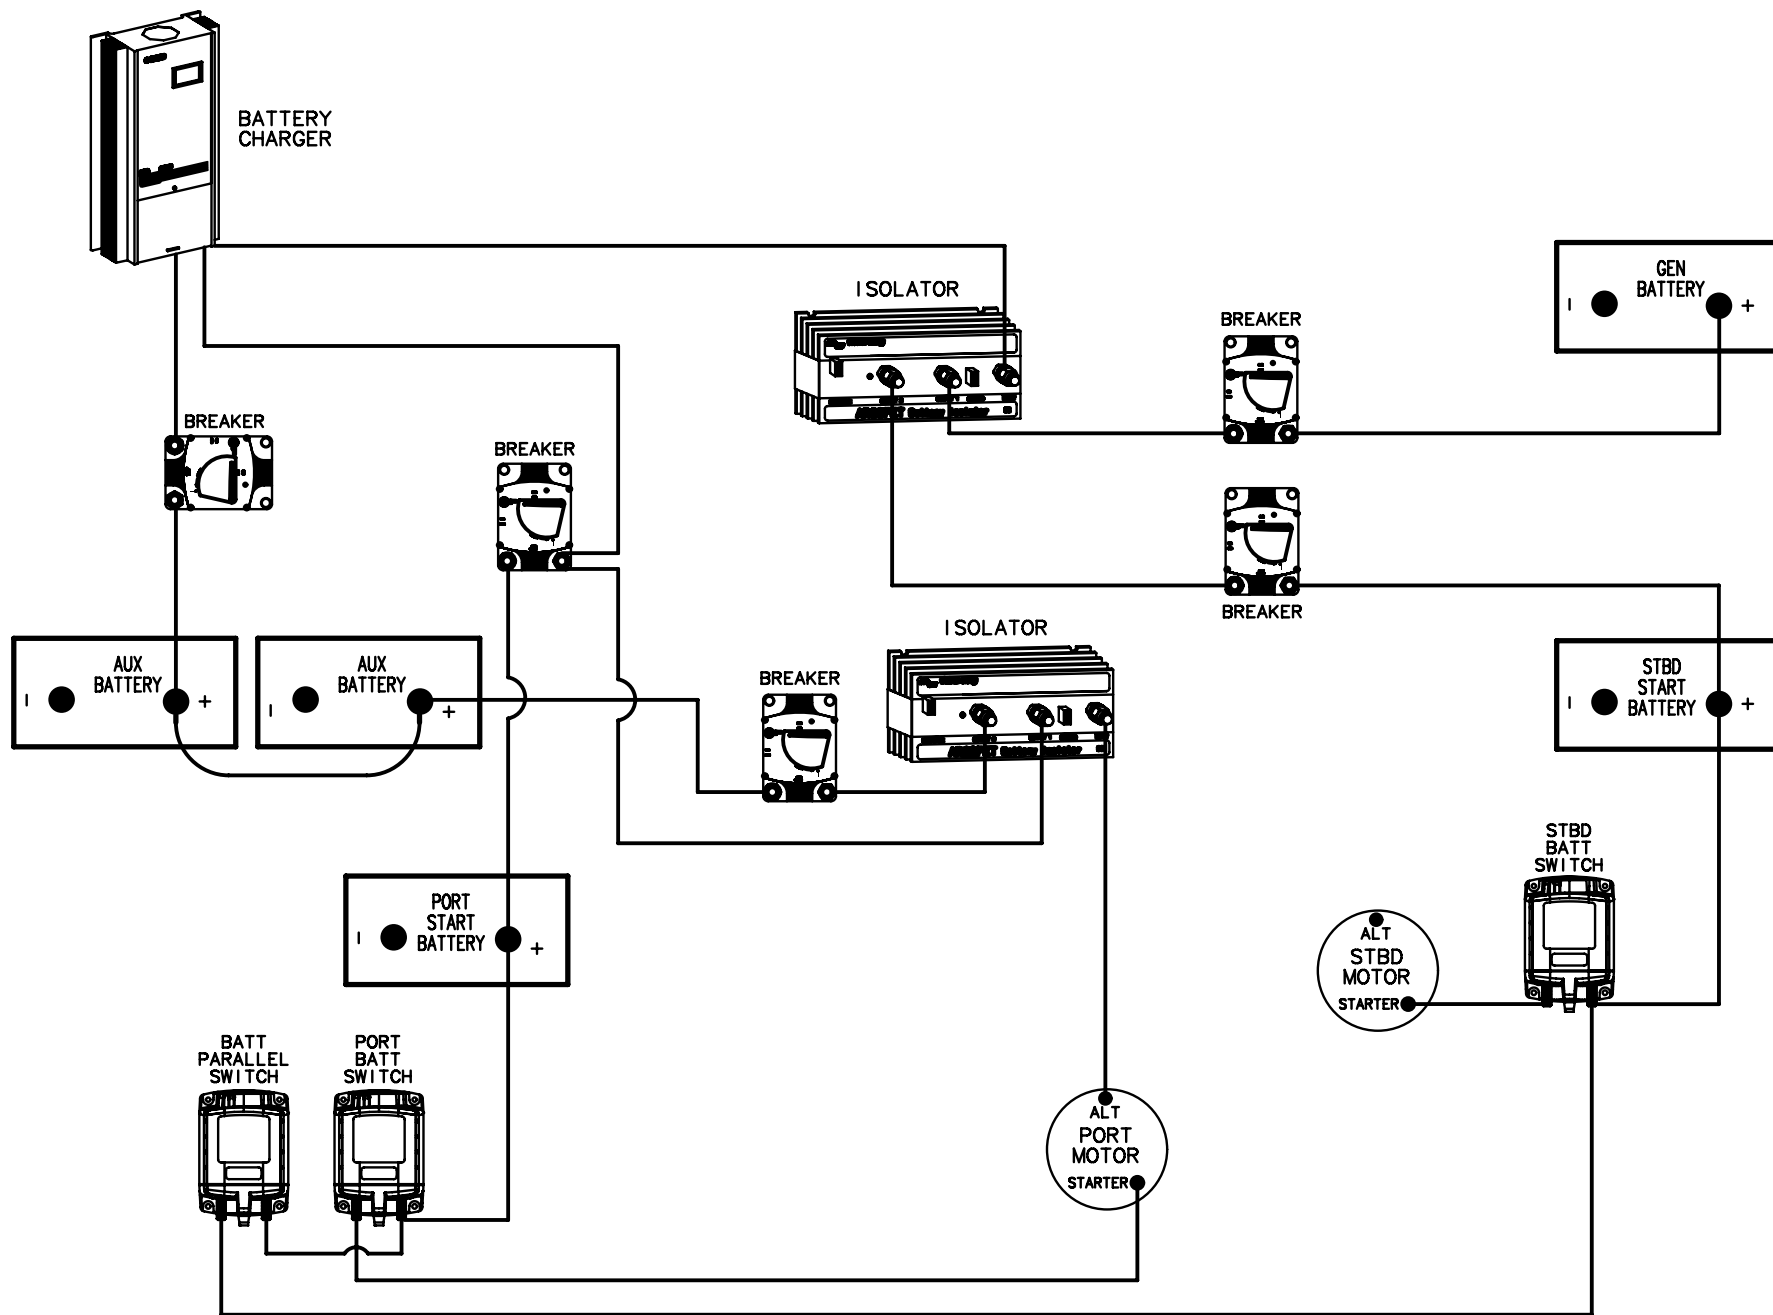 BATTERY
CHARGER
ISOLATOR
GEN
BATTERY
- +
BREAKER
BREAKER
BREAKER
BREAKER
ISOLATOR
AUX
BATTERY
- +
AUX
BATTERY
- +
BREAKER
STBD
START
BATTERY
- +
STBD
BATT
SWITCH
PORT
START
BATTERY
- +
ALT
STBD
MOTOR
STARTER
BATT
PARALLEL
SWITCH
PORT
BATT
SWITCH
ALT
PORT
MOTOR
STARTER